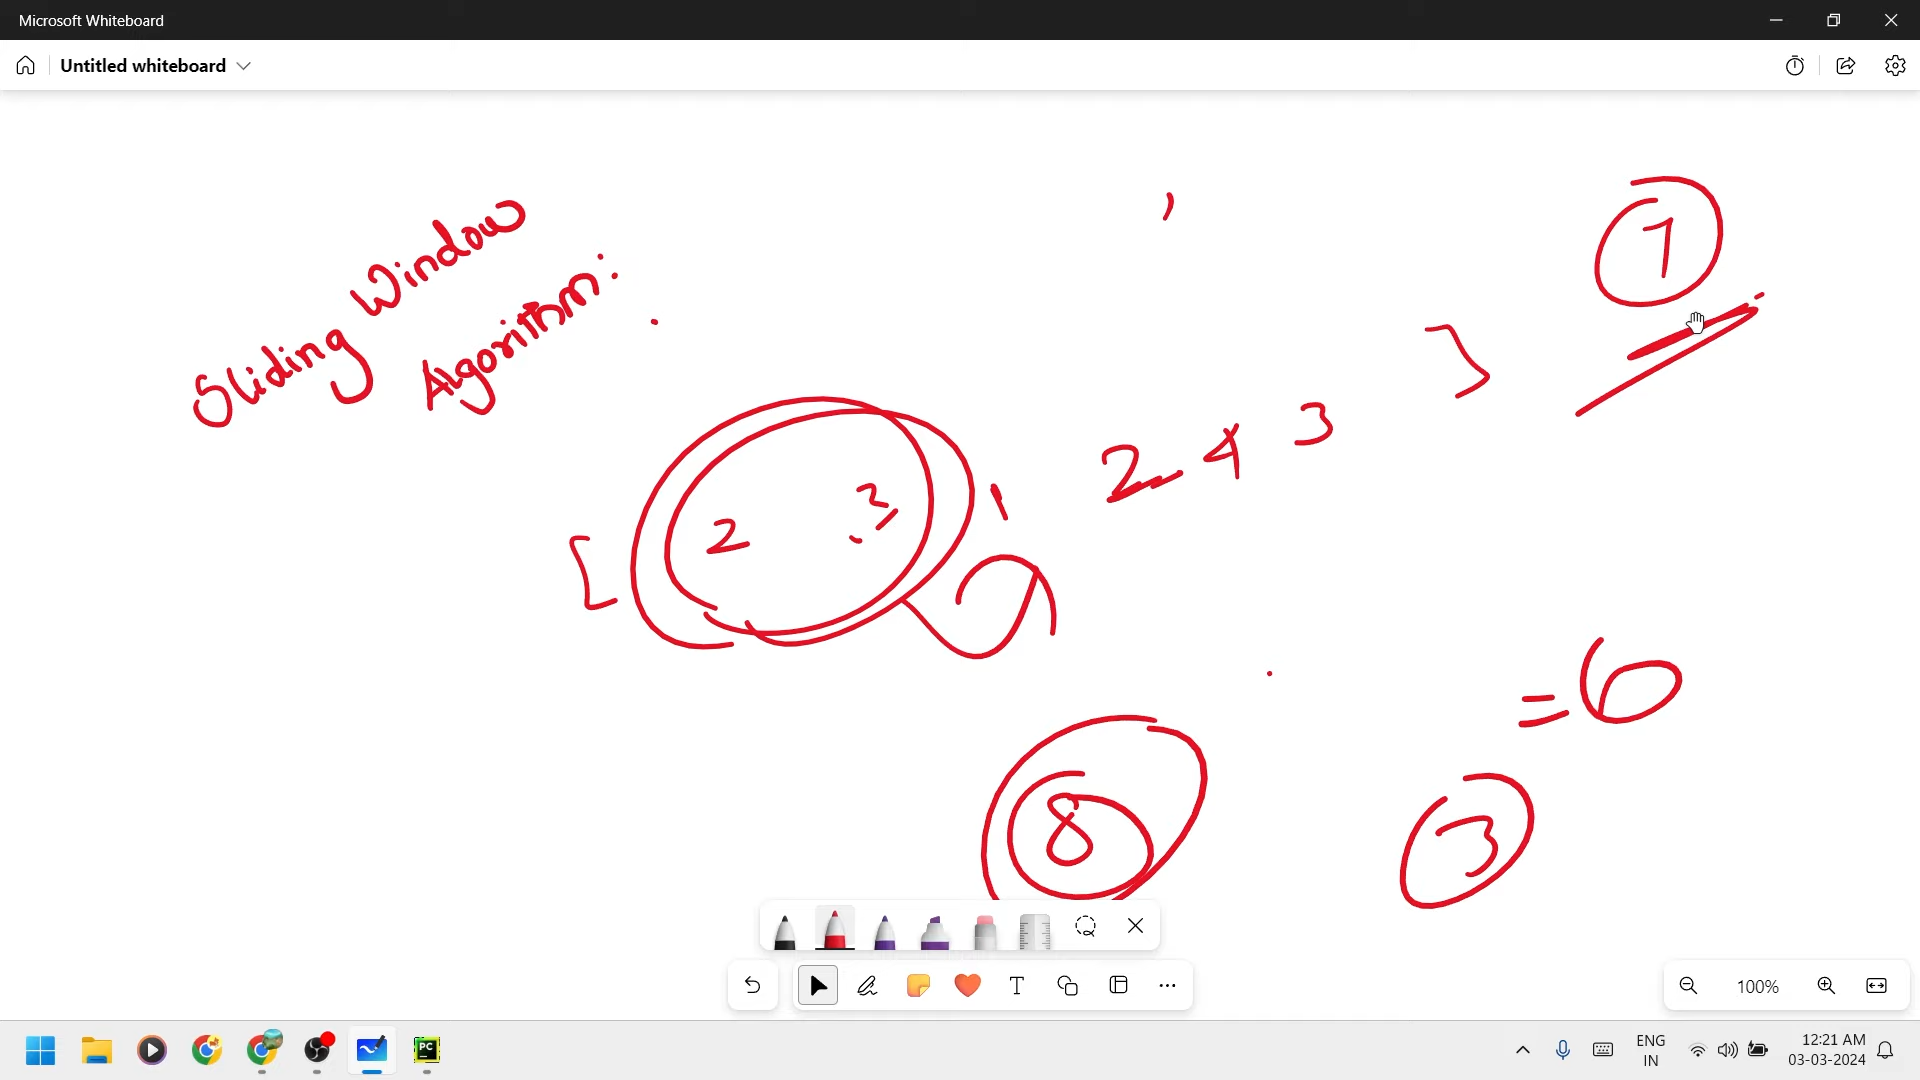 Microsoft Whiteboard
Untitled whiteboard
Sliding Window
Algorithm:
7
[ 2 3 1 2 4 3 ]
= 6
8
3
100%
PC
ENG
IN
12:21 AM
03-03-2024